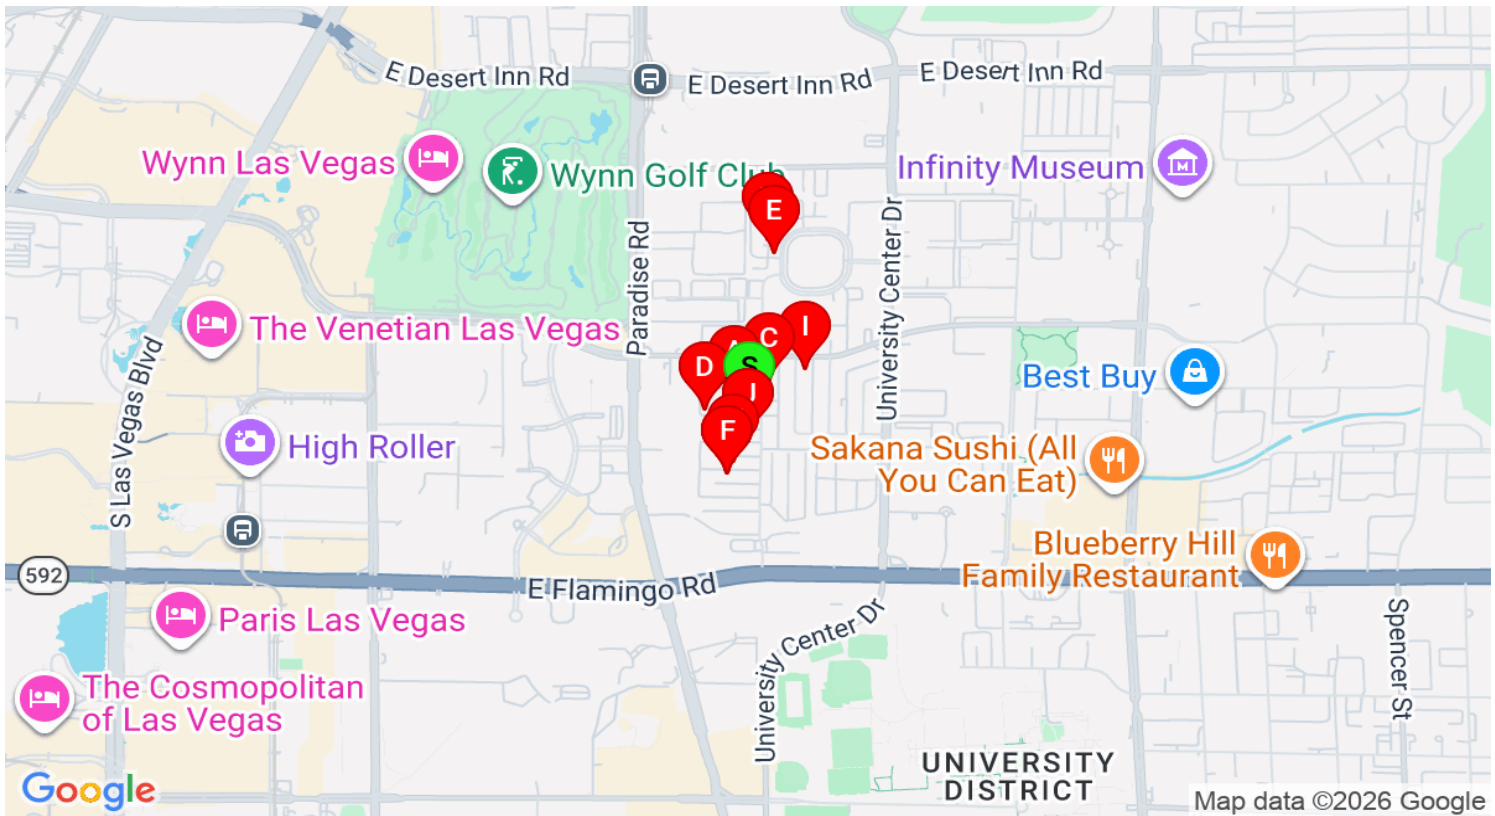 E Desert Inn Rd
E Desert Inn Rd
E Desert Inn Rd
Wynn Las Vegas
Wynn Golf Club
Infinity Museum
E
Paradise Rd
University Center Dr
The Venetian Las Vegas
S Las Vegas Blvd
D
A
C
I
S
J
F
Best Buy
High Roller
Sakana Sushi (All
You Can Eat)
Blueberry Hill
Family Restaurant
592
E Flamingo Rd
Paris Las Vegas
University Center Dr
Spencer St
The Cosmopolitan
of Las Vegas
UNIVERSITY
DISTRICT
Google
Map data ©2026 Google